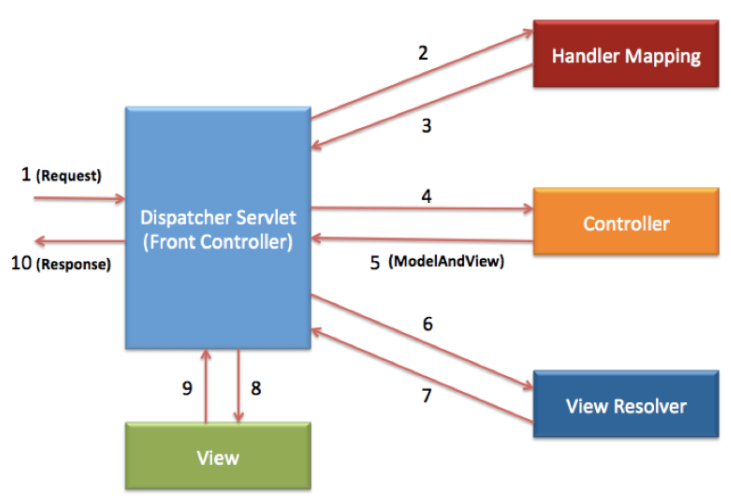 2
Handler Mapping
3
1 (Request)
4
Dispatcher Servlet
(Front Controller)
Controller
10 (Response)
5 (ModelAndView)
6
7
View Resolver
9
8
View